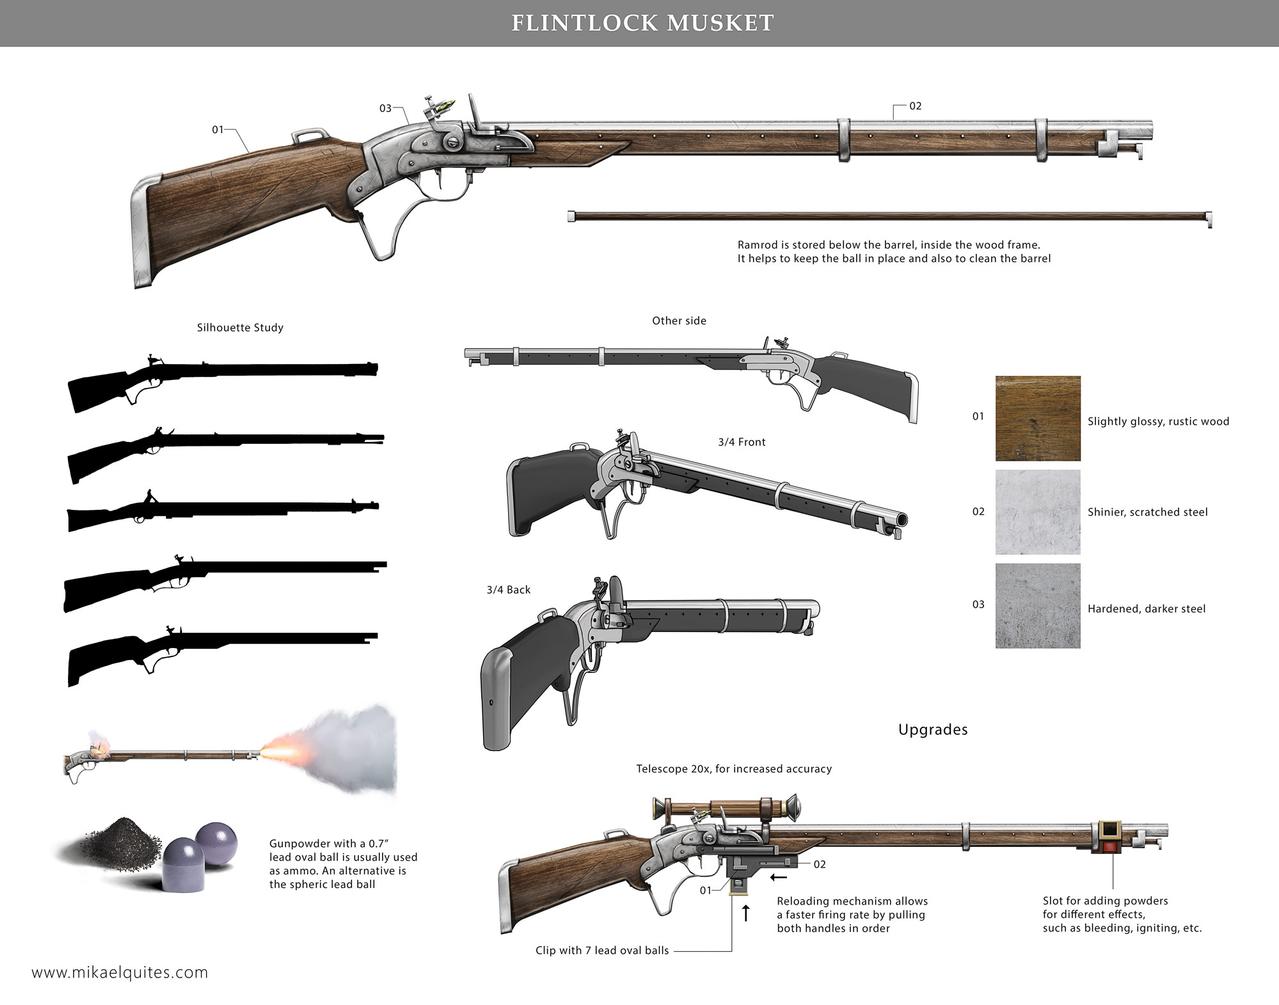 FLINTLOCK MUSKET
01
03
02
Ramrod is stored below the barrel, inside the wood frame.
It helps to keep the ball in place and also to clean the barrel
Silhouette Study
Other side
3/4 Front
3/4 Back
01
Slightly glossy, rustic wood
02
Shinier, scratched steel
03
Hardened, darker steel
Gunpowder with a 0.7”
lead oval ball is usually used
as ammo. An alternative is
the spheric lead ball
Upgrades
Telescope 20x, for increased accuracy
02
01
Reloading mechanism allows
a faster firing rate by pulling
both handles in order
Clip with 7 lead oval balls
Slot for adding powders
for different effects,
such as bleeding, igniting, etc.
www.mikaelquites.com